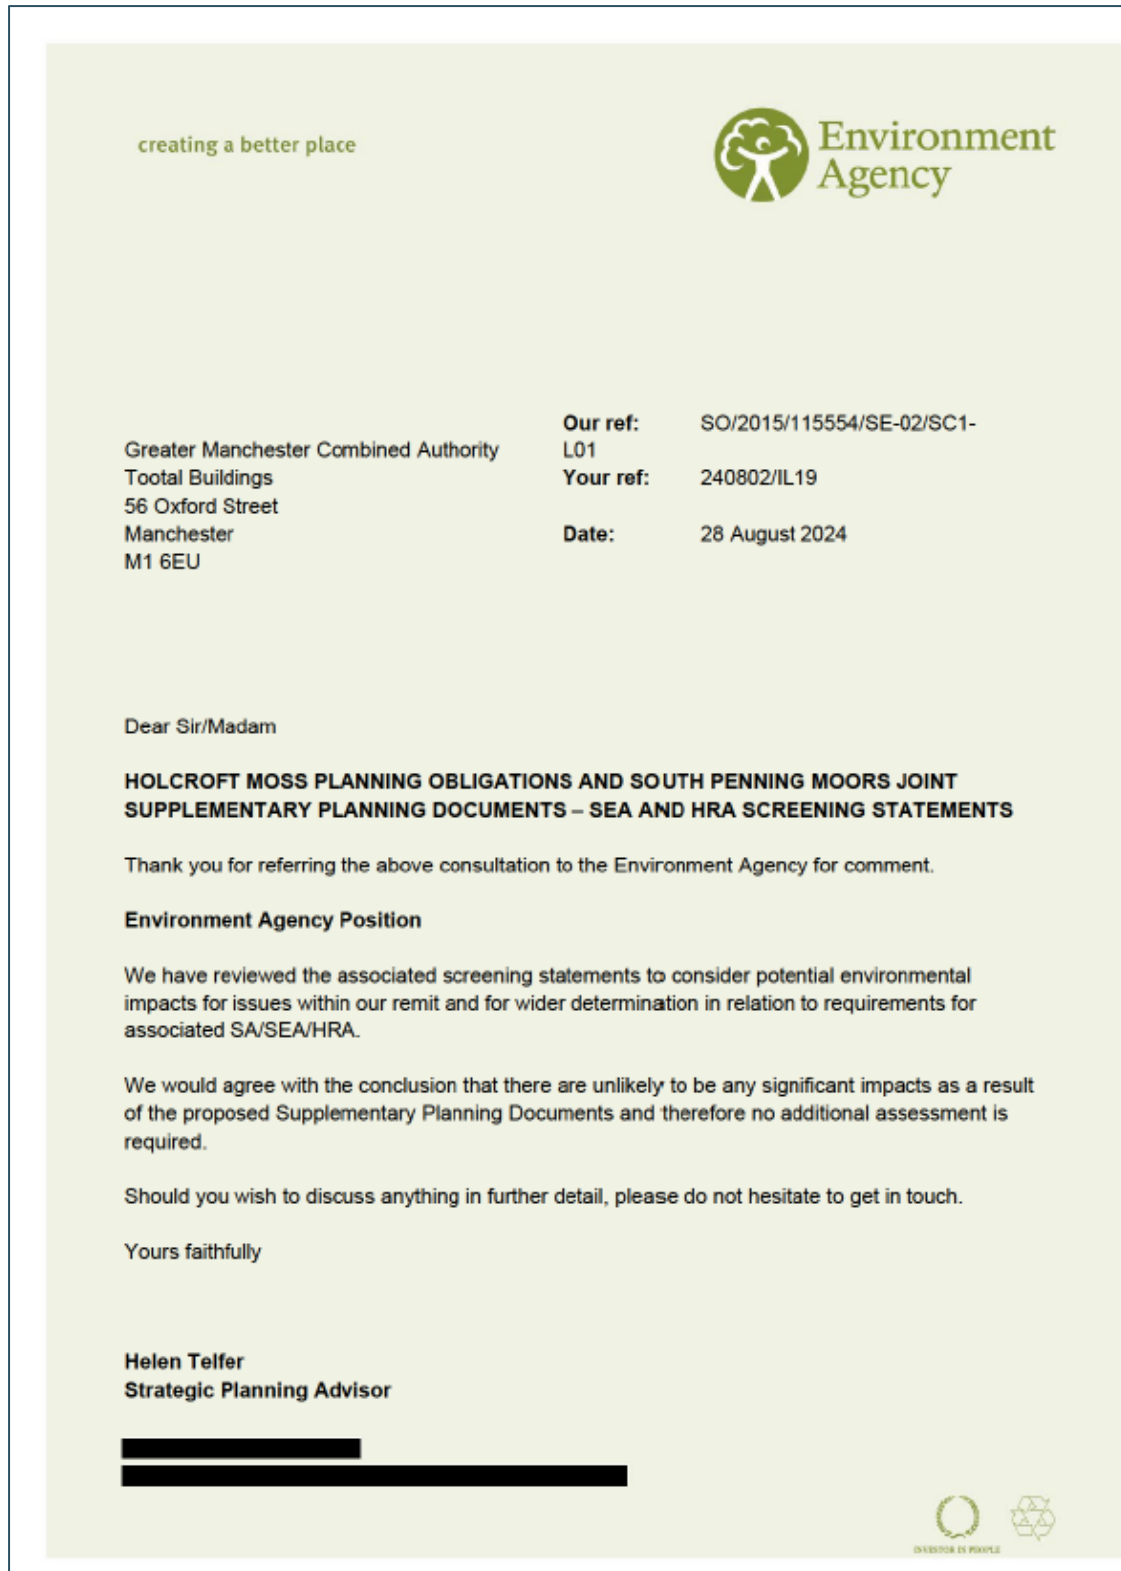 creating a better place
Environment
Agency
Greater Manchester Combined Authority
Tootal Buildings
56 Oxford Street
Manchester
M1 6EU
Our ref: SO/2015/115554/SE-02/SC1-
L01
Your ref: 240802/IL19
Date: 28 August 2024
Dear Sir/Madam
HOLCROFT MOSS PLANNING OBLIGATIONS AND SOUTH PENNING MOORS JOINT
SUPPLEMENTARY PLANNING DOCUMENTS – SEA AND HRA SCREENING STATEMENTS
Thank you for referring the above consultation to the Environment Agency for comment.
Environment Agency Position
We have reviewed the associated screening statements to consider potential environmental
impacts for issues within our remit and for wider determination in relation to requirements for
associated SA/SEA/HRA.
We would agree with the conclusion that there are unlikely to be any significant impacts as a result
of the proposed Supplementary Planning Documents and therefore no additional assessment is
required.
Should you wish to discuss anything in further detail, please do not hesitate to get in touch.
Yours faithfully
Helen Telfer
Strategic Planning Advisor
INVESTOR IN PEOPLE